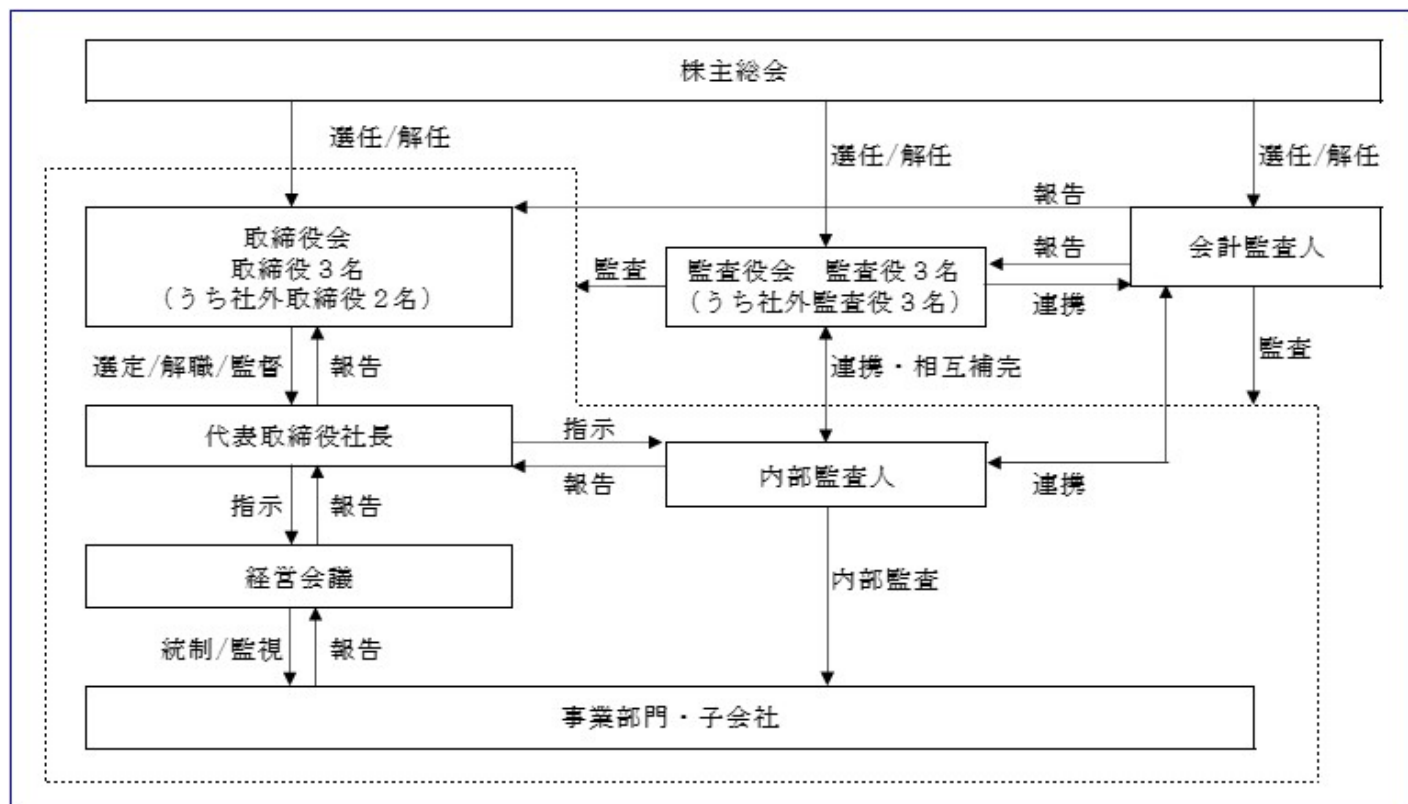 株主総会
選任/解任
選任/解任
選任/解任
報告
取締役会
取締役3名
(うち社外取締役2名)
会計監査人
報告
監査
監査役会　監査役3名
(うち社外監査役3名)
連携
監査
選定/解職/監督
報告
連携・相互補完
代表取締役社長
指示
報告
内部監査人
連携
指示
報告
経営会議
内部監査
統制/監視
報告
事業部門・子会社